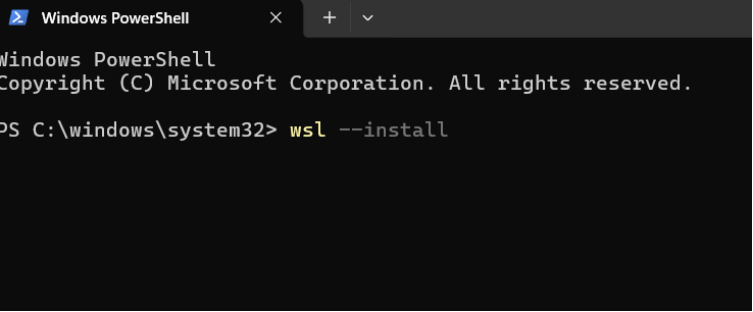 Windows PowerShell
Windows PowerShell
Copyright (C) Microsoft Corporation. All rights reserved.
PS C:\windows\system32> wsl --install